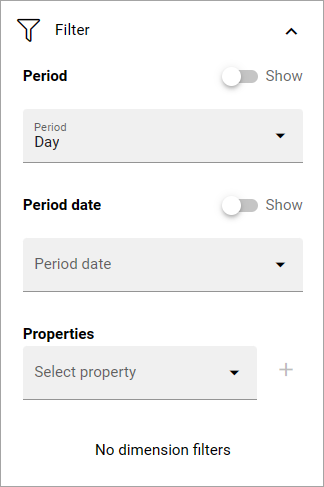 Filter
Period
Show
Period
Day
Period date
Show
Period date
Properties
Select property
No dimension filters